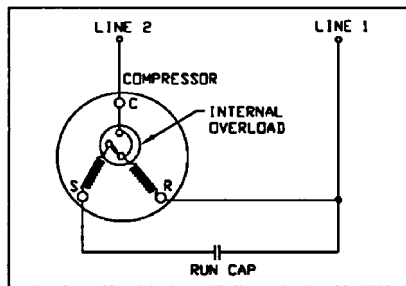 LINE 2 LINE 1
COMPRESSOR
C
INTERNAL
OVERLOAD
S R
RUN CAP